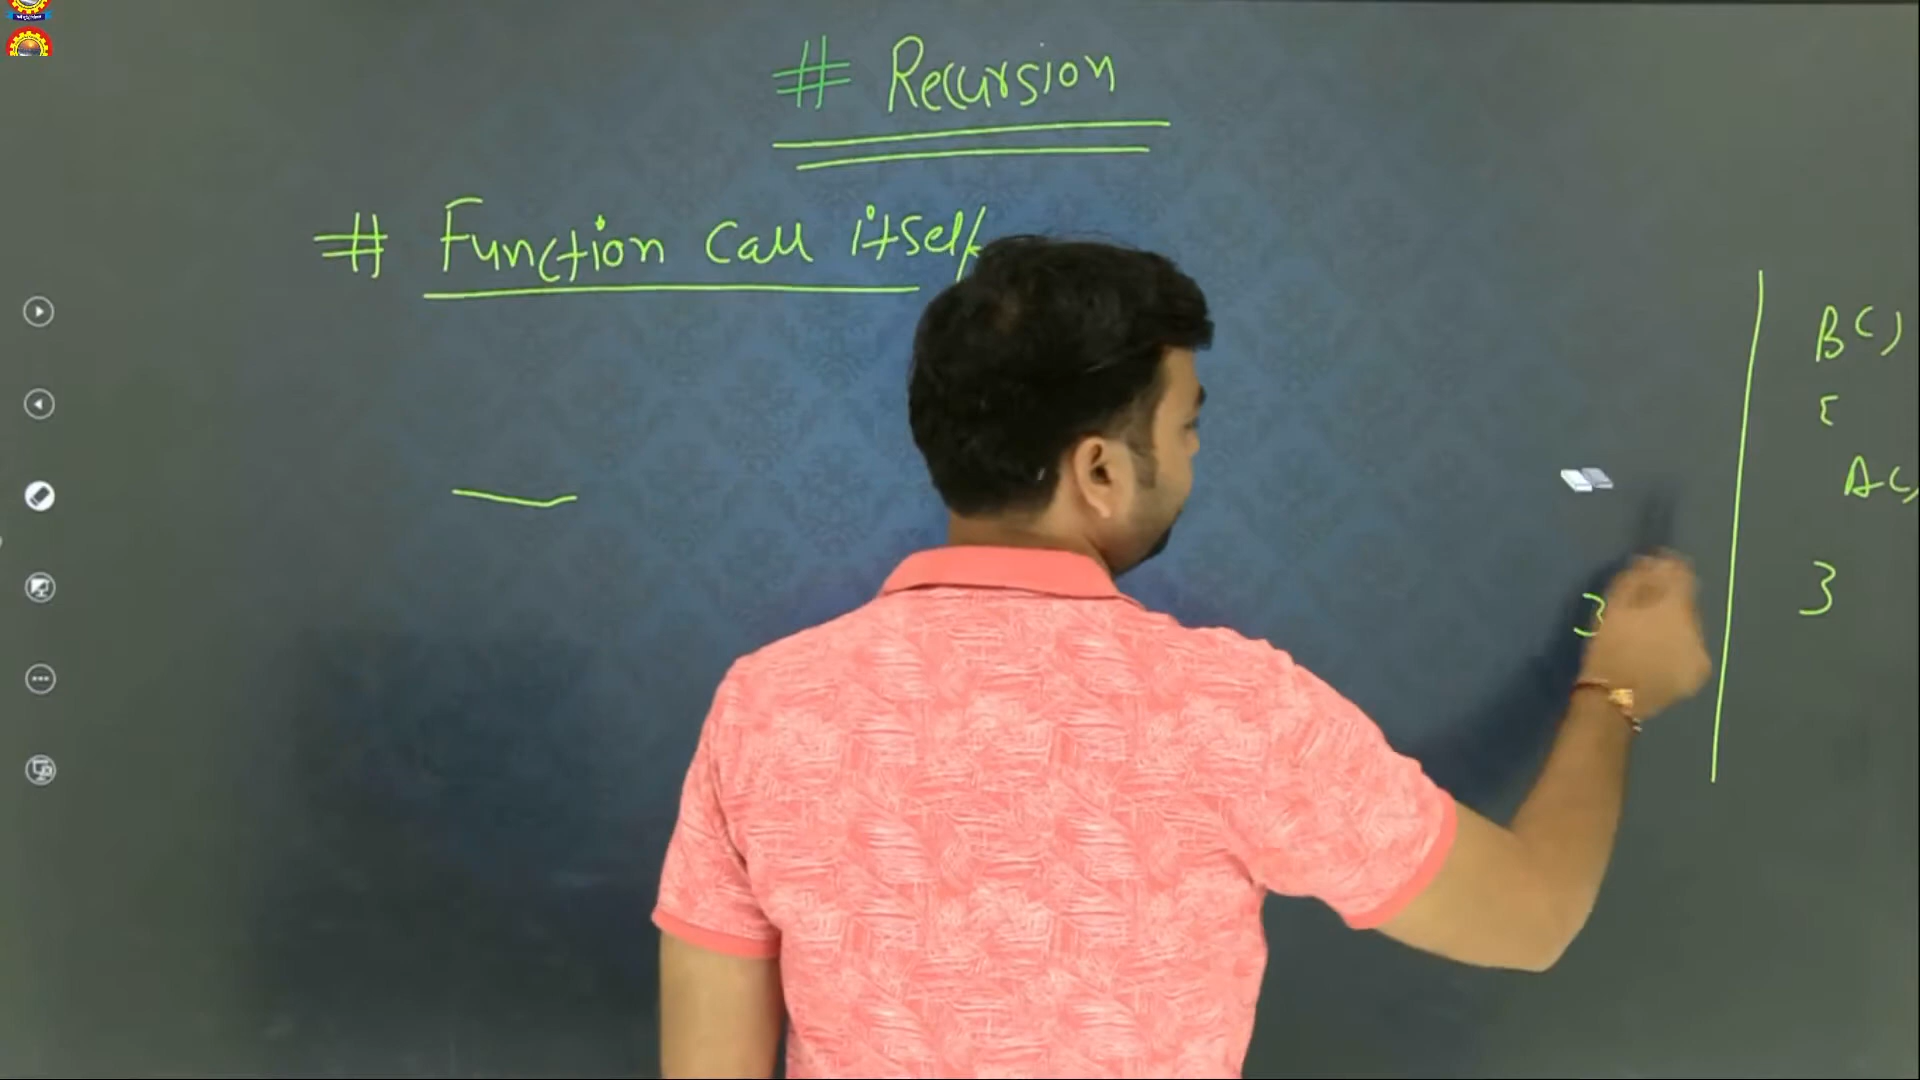 # Recursion
# Function Call itself
B()
{
A()
}
}